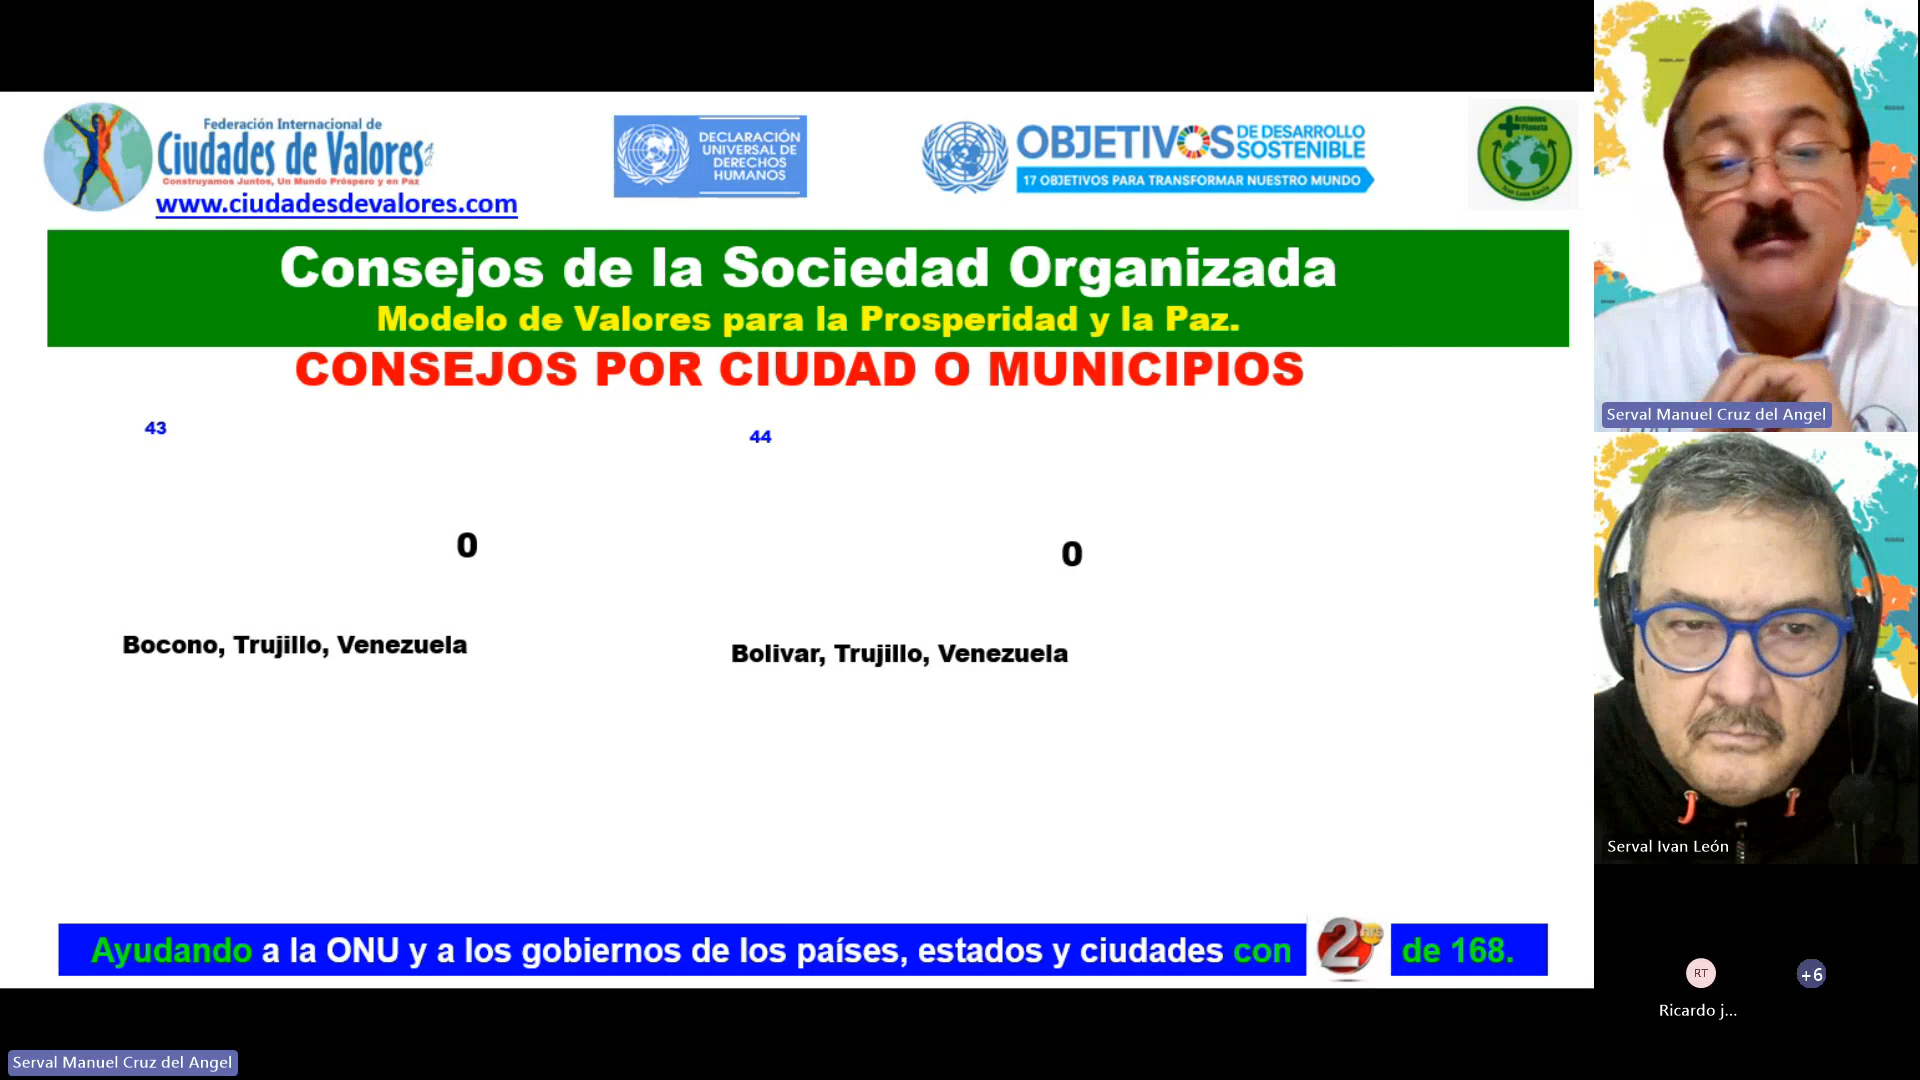 Federación Internacional de
Ciudades de Valores
Construyamos Juntos, Un Mundo Próspero y en Paz
www.ciudadesdevalores.com
DECLARACIÓN
UNIVERSAL DE
DERECHOS
HUMANOS
OBJETIVOS DE DESARROLLO
SOSTENIBLE
17 OBJETIVOS PARA TRANSFORMAR NUESTRO MUNDO
Acciones
Planeta
Consejos de la Sociedad Organizada
Modelo de Valores para la Prosperidad y la Paz.
CONSEJOS POR CIUDAD O MUNICIPIOS
43
44
0
0
Bocono, Trujillo, Venezuela
Bolivar, Trujillo, Venezuela
Ayudando a la ONU y a los gobiernos de los países, estados y ciudades con 2 de 168.
Serval Manuel Cruz del Angel
Serval Ivan León
RT
+6
Ricardo j...
Serval Manuel Cruz del Angel